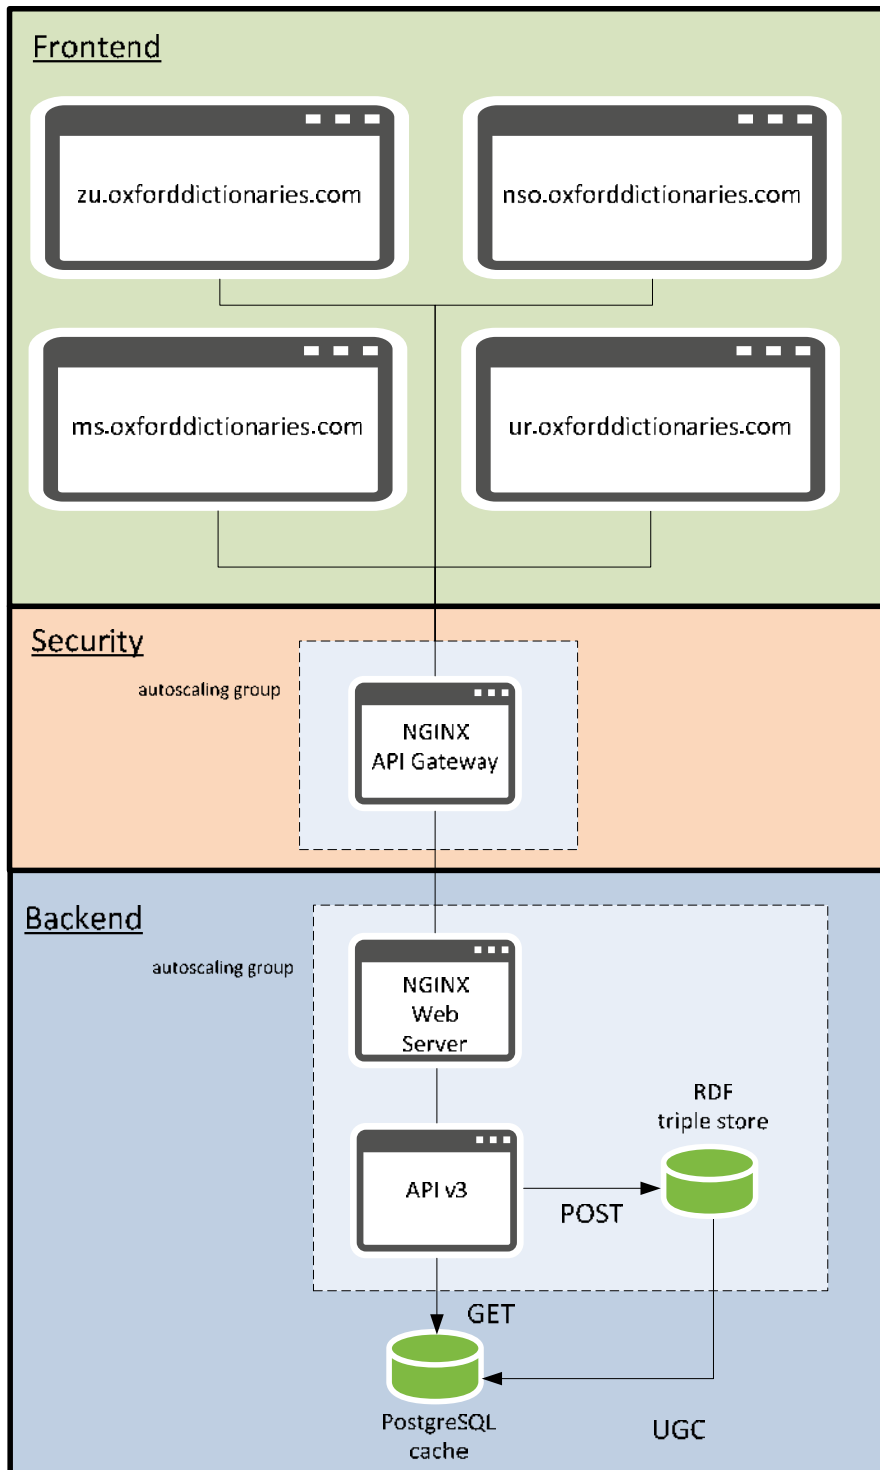 Frontend
zu.oxforddictionaries.com
nso.oxforddictionaries.com
ms.oxforddictionaries.com
ur.oxforddictionaries.com
Security
autoscaling group
NGINX
API Gateway
Backend
autoscaling group
NGINX
Web
Server
RDF
triple store
API v3
POST
GET
PostgreSQL
cache
UGC